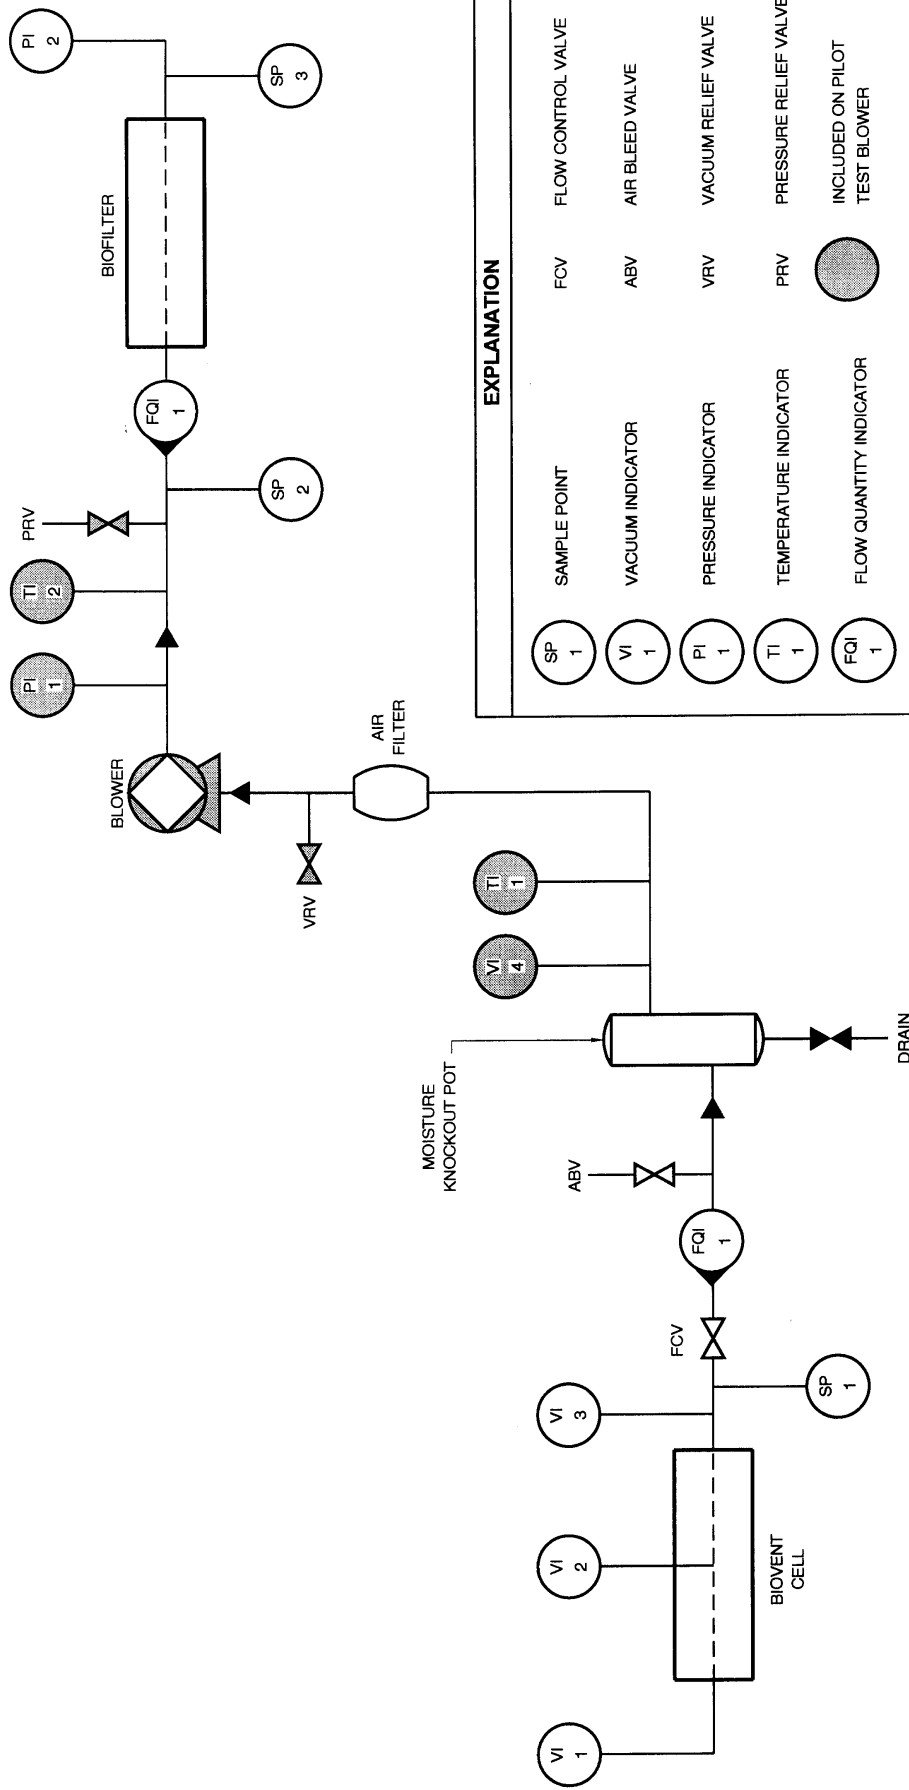 PI
2
SP
3
BIOFILTER
FQI
1
SP
2
PRV
TI
2
PI
1
BLOWER
AIR
FILTER
VRV
TI
1
VI
4
MOISTURE
KNOCKOUT POT
DRAIN
ABV
FQI
1
FCV
VI
3
SP
1
VI
2
BIOVENT
CELL
VI
1
EXPLANATION
SP
1
SAMPLE POINT
FCV
FLOW CONTROL VALVE
VI
1
VACUUM INDICATOR
ABV
AIR BLEED VALVE
PI
1
PRESSURE INDICATOR
VRV
VACUUM RELIEF VALVE
TI
1
TEMPERATURE INDICATOR
PRV
PRESSURE RELIEF VALVE
FQI
1
FLOW QUANTITY INDICATOR
INCLUDED ON PILOT
TEST BLOWER